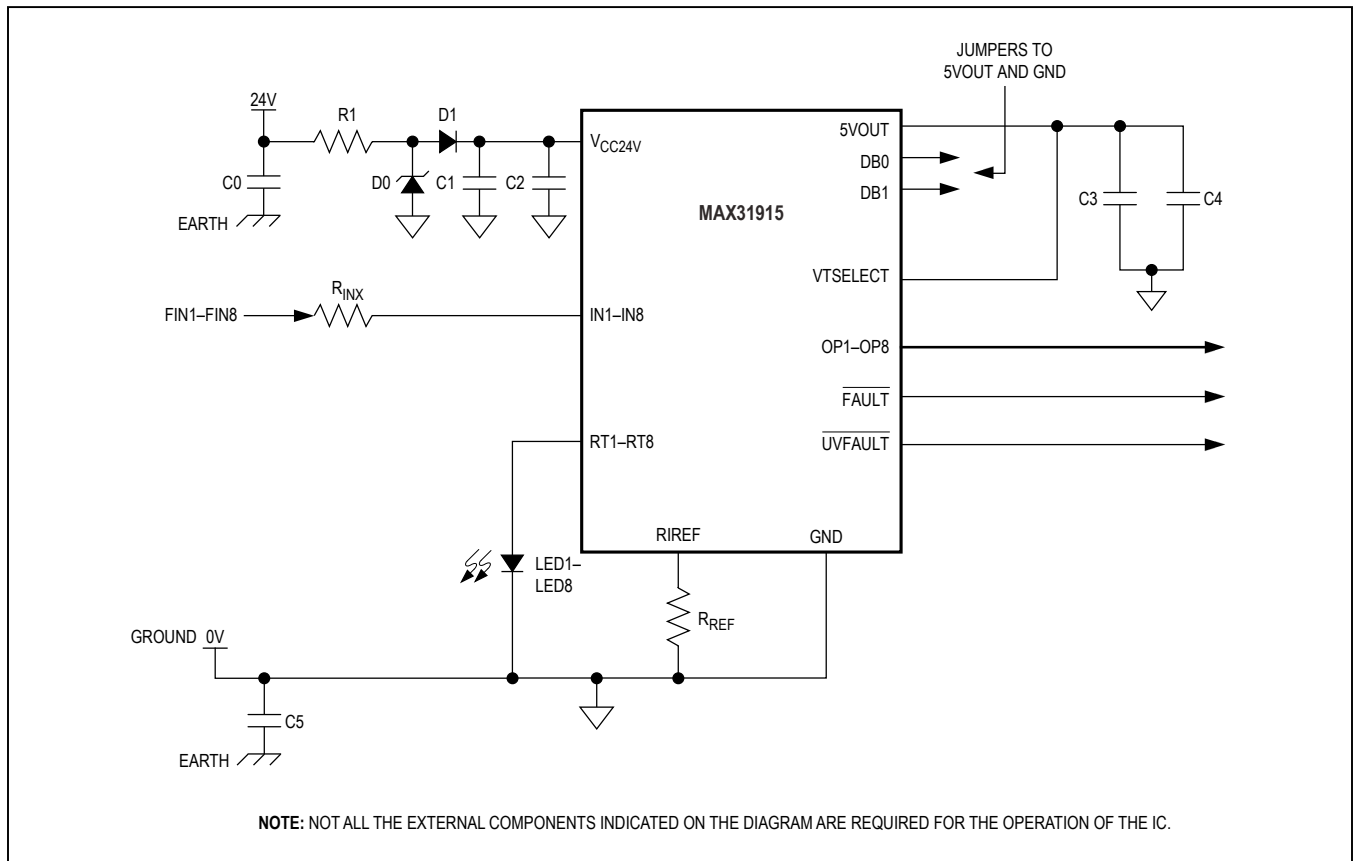 JUMPERS TO
5VOUT AND GND
24V
R1
D1
VCC24V
5VOUT
DB0
DB1
C0
D0
C1
C2
C3
C4
EARTH
MAX31915
VTSELECT
RINX
FIN1–FIN8
IN1–IN8
OP1–OP8
FAULT
RT1–RT8
UVFAULT
RIREF
GND
LED1–
LED8
RREF
GROUND 0V
C5
EARTH
NOTE: NOT ALL THE EXTERNAL COMPONENTS INDICATED ON THE DIAGRAM ARE REQUIRED FOR THE OPERATION OF THE IC.